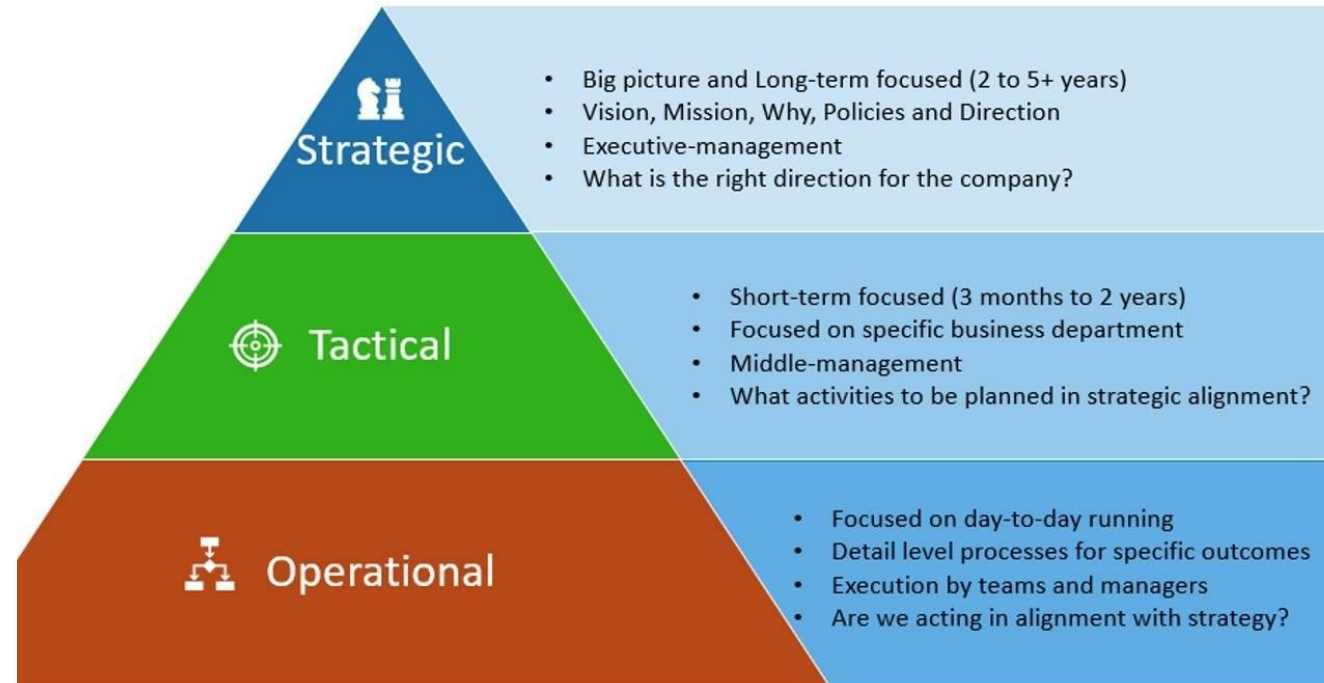 Strategic
• Big picture and Long-term focused (2 to 5+ years)
• Vision, Mission, Why, Policies and Direction
• Executive-management
• What is the right direction for the company?
Tactical
• Short-term focused (3 months to 2 years)
• Focused on specific business department
• Middle-management
• What activities to be planned in strategic alignment?
Operational
• Focused on day-to-day running
• Detail level processes for specific outcomes
• Execution by teams and managers
• Are we acting in alignment with strategy?